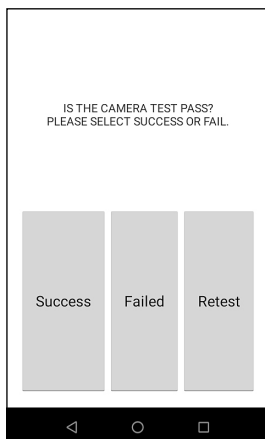 IS THE CAMERA TEST PASS?
PLEASE SELECT SUCCESS OR FAIL.
Success
Failed
Retest